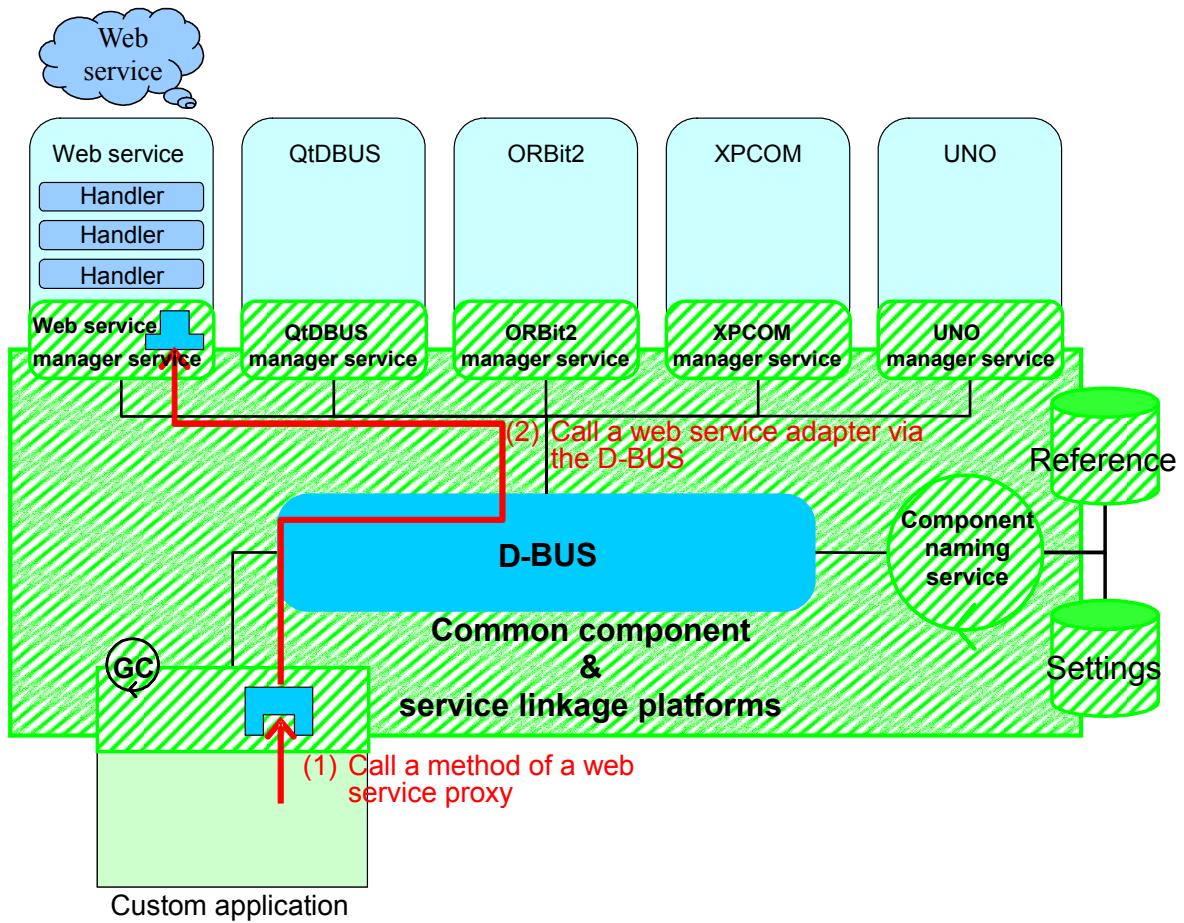 Web
service
Web service
QtDBUS
ORBit2
XPCOM
UNO
Handler
Handler
Handler
Web service
manager service
QtDBUS
manager service
ORBit2
manager service
XPCOM
manager service
UNO
manager service
(2) Call a web service adapter via
the D-BUS
Reference
Component
naming
service
D-BUS
Common component
&
service linkage platforms
Settings
GC
(1) Call a method of a web
service proxy
Custom application